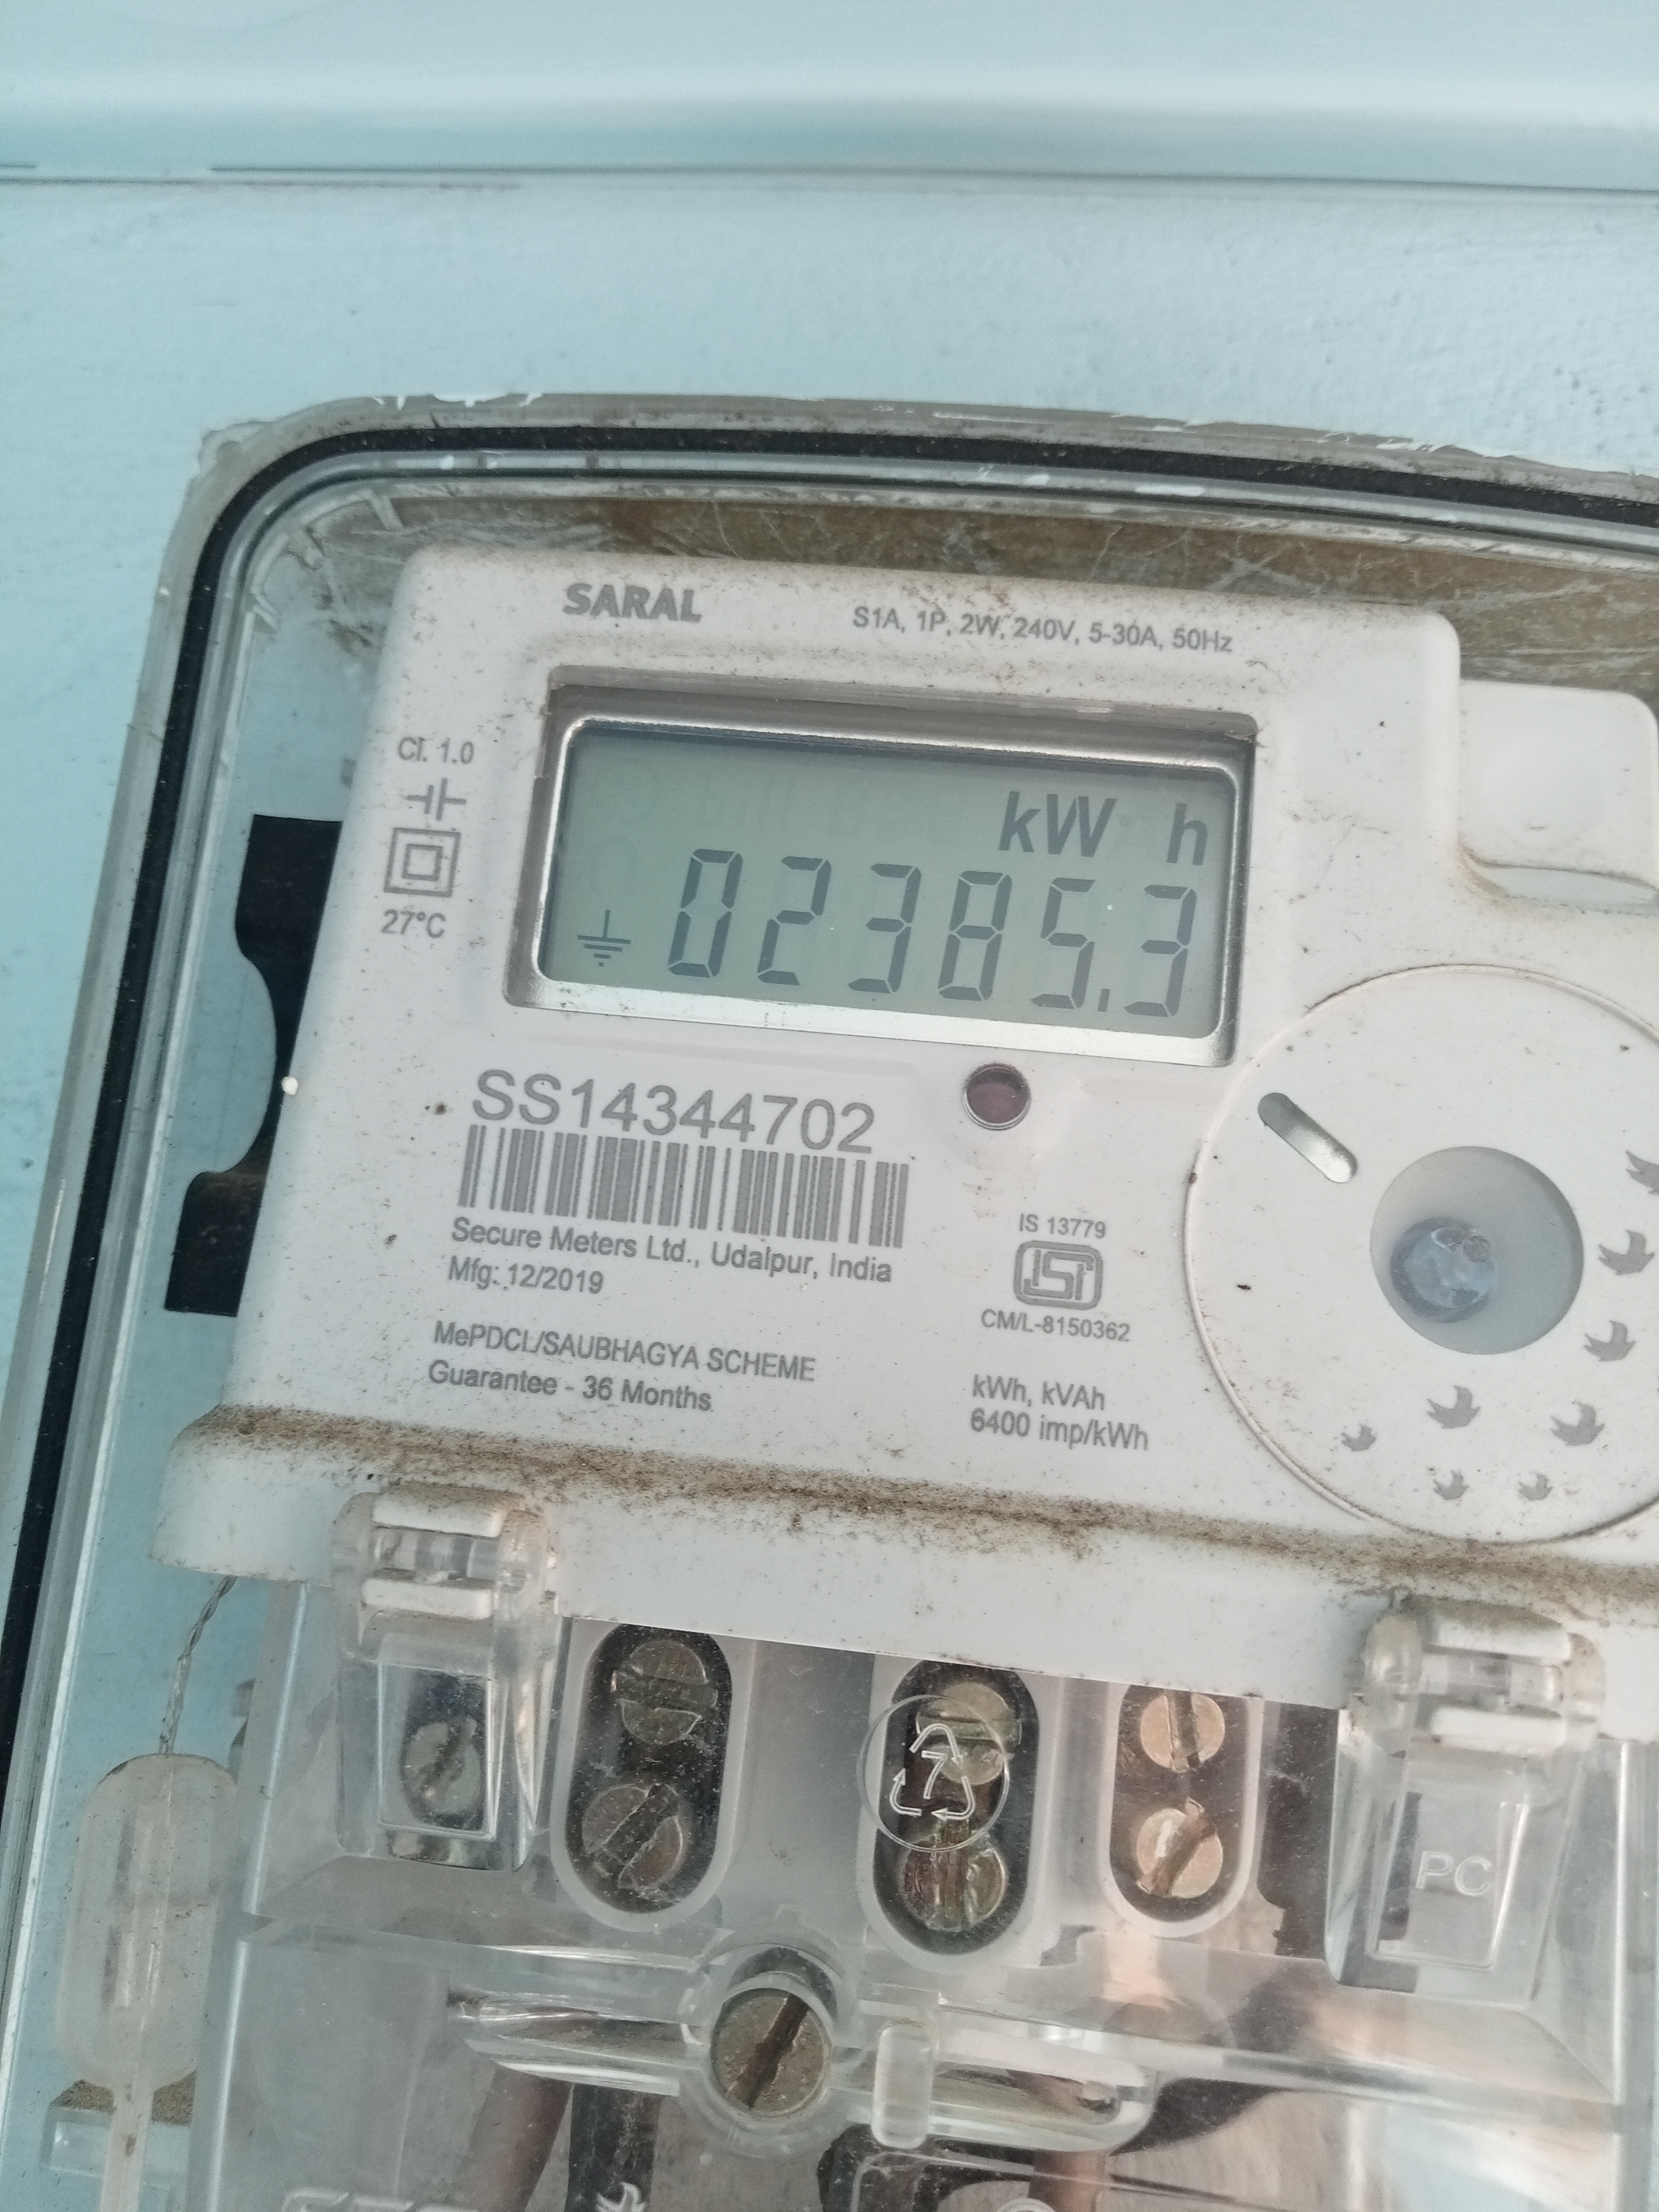 SARAL
S1A, 1P, 2W, 240V, 5-30A, 50Hz
Cl. 1.0
27°C
kW h
02385.3
SS14344702
Secure Meters Ltd., Udaipur, India
Mfg: 12/2019
IS 13779
ISI
CM/L-8150362
MePDCL/SAUBHAGYA SCHEME
Guarantee - 36 Months
kWh, kVAh
6400 imp/kWh
7
PC